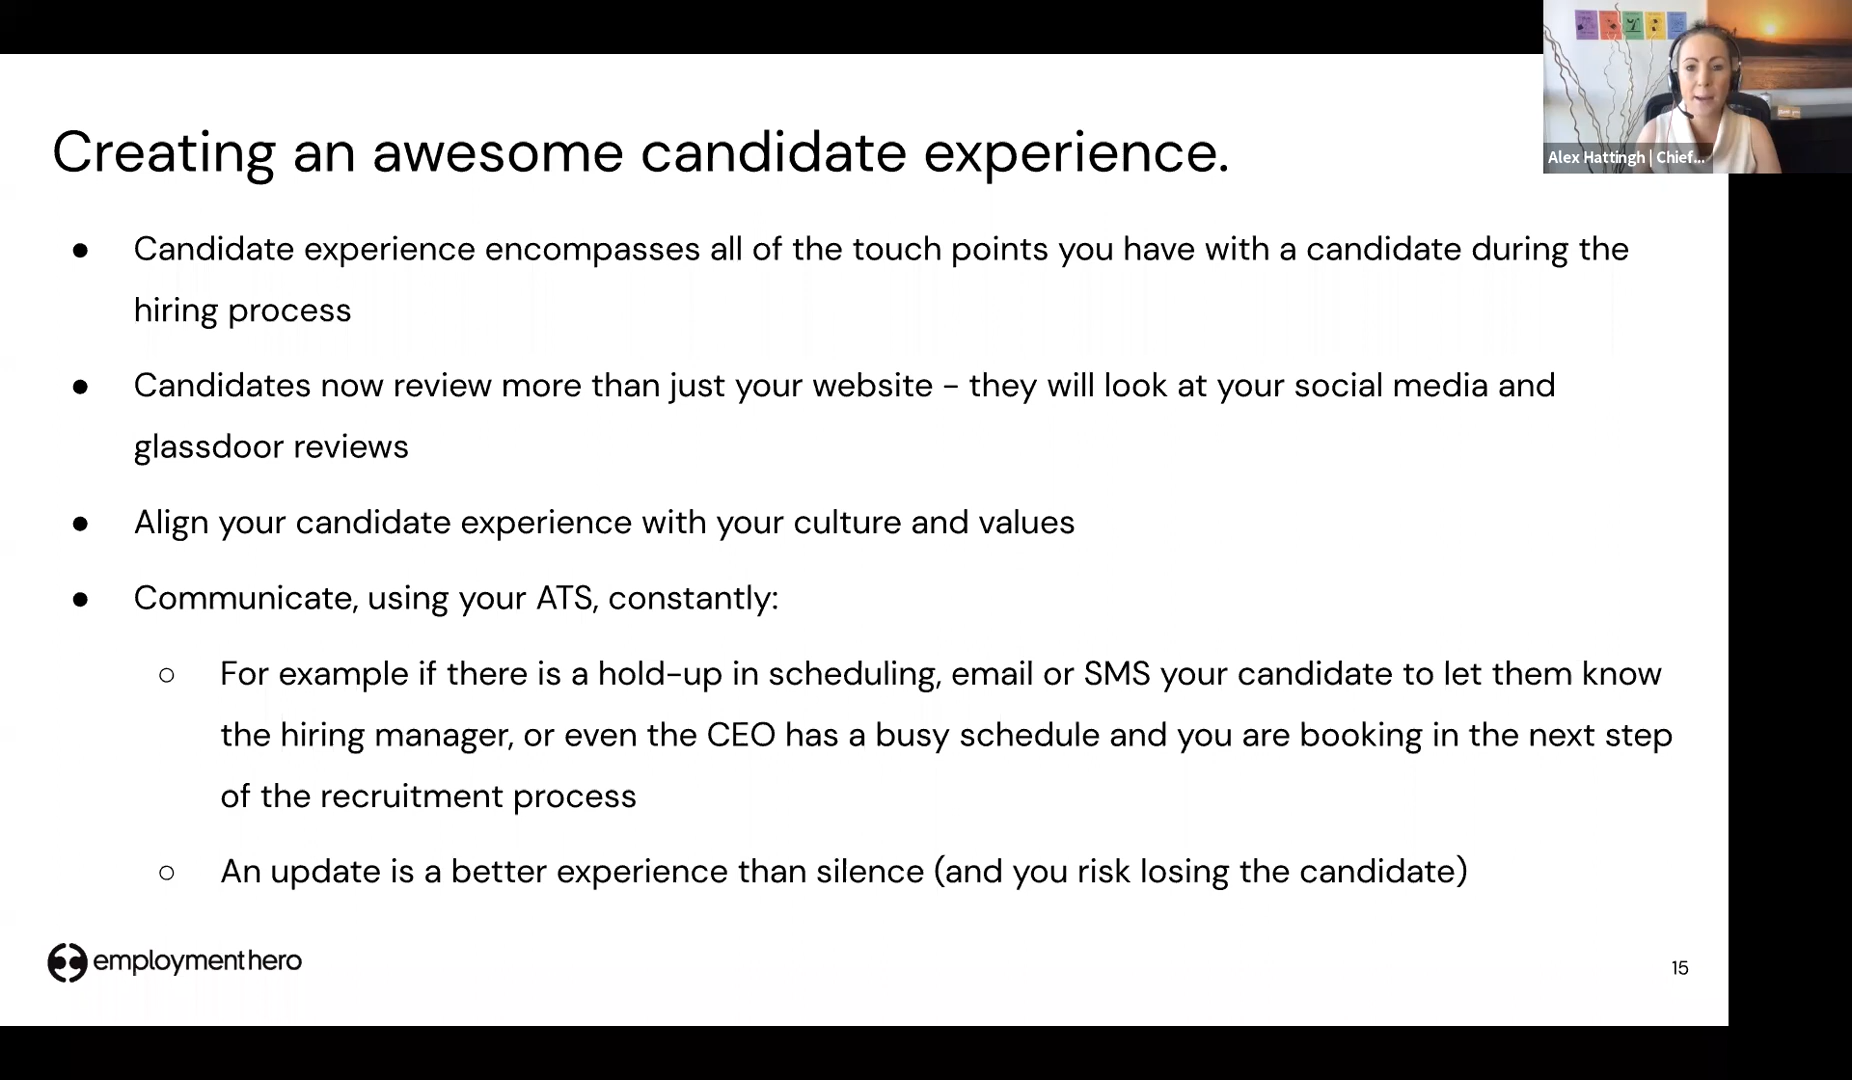 Alex Hattingh | Chief...
Creating an awesome candidate experience.
● Candidate experience encompasses all of the touch points you have with a candidate during the
hiring process
● Candidates now review more than just your website – they will look at your social media and
glassdoor reviews
● Align your candidate experience with your culture and values
● Communicate, using your ATS, constantly:
○ For example if there is a hold-up in scheduling, email or SMS your candidate to let them know
the hiring manager, or even the CEO has a busy schedule and you are booking in the next step
of the recruitment process
○ An update is a better experience than silence (and you risk losing the candidate)
employmenthero
15